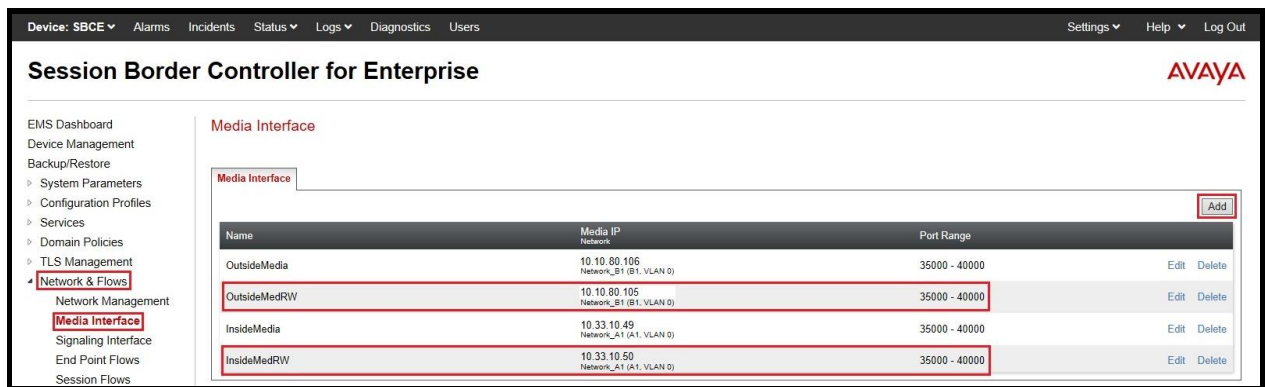 Device: SBCE Alarms Incidents Status Logs Diagnostics Users Settings Help Log Out
Session Border Controller for Enterprise
AVAYA
EMS Dashboard
Device Management
Backup/Restore
System Parameters
Configuration Profiles
Services
Domain Policies
TLS Management
Network & Flows
Network Management
Media Interface
Signaling Interface
End Point Flows
Session Flows
Media Interface
Media Interface
Add
Name Media IP Port Range
Network
OutsideMedia 10.10.80.106 35000 - 40000 Edit Delete
Network_B1 (B1, VLAN 0)
OutsideMedRW 10.10.80.105 35000 - 40000 Edit Delete
Network_B1 (B1, VLAN 0)
InsideMedia 10.33.10.49 35000 - 40000 Edit Delete
Network_A1 (A1, VLAN 0)
InsideMedRW 10.33.10.50 35000 - 40000 Edit Delete
Network_A1 (A1, VLAN 0)